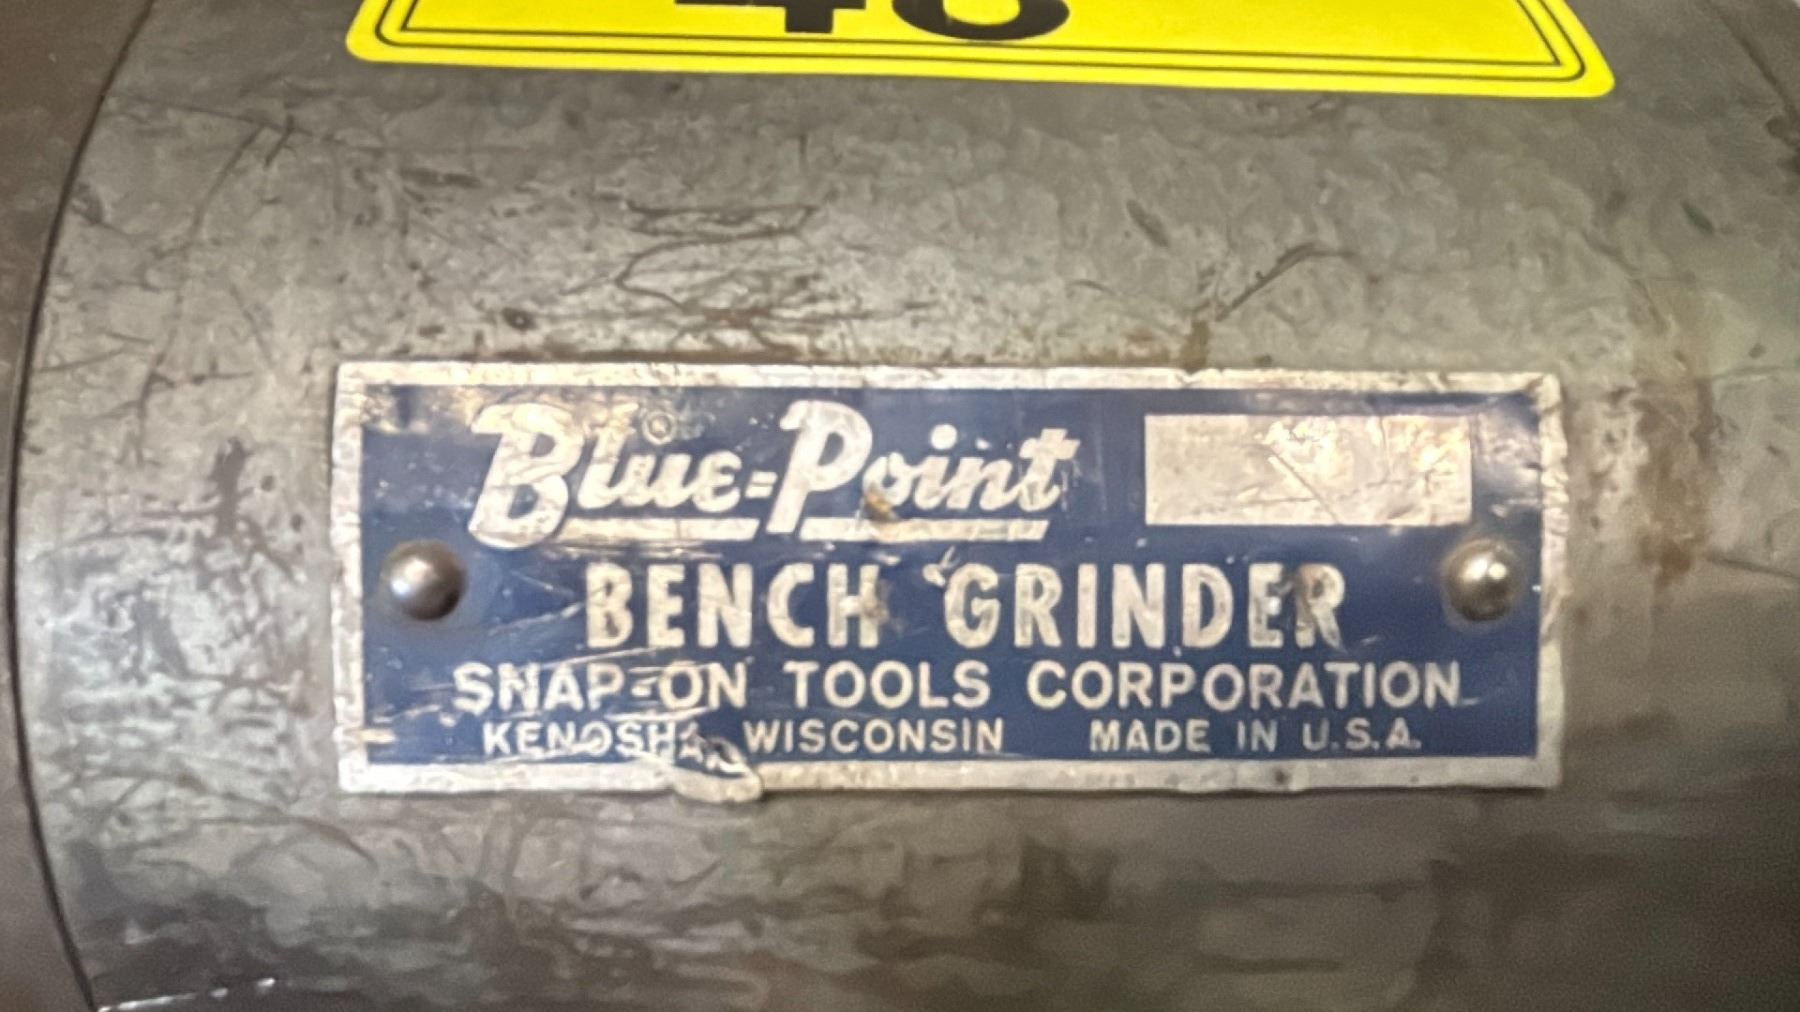 Blue-Point
BENCH GRINDER
SNAP-ON TOOLS CORPORATION
KENOSHA, WISCONSIN MADE IN U.S.A.